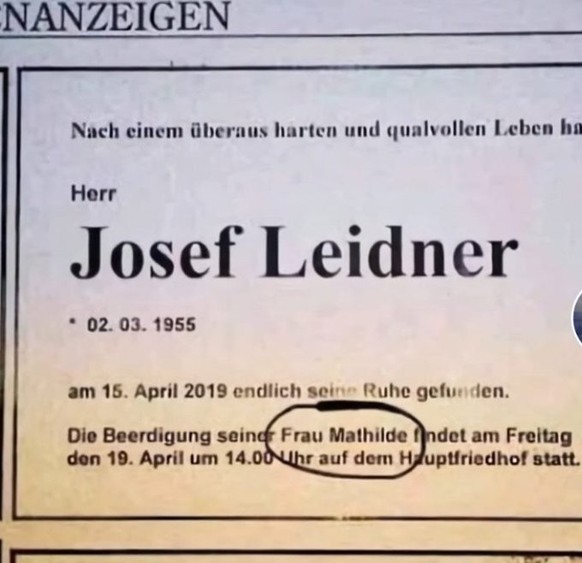 NANZEIGEN
Nach einem überaus harten und qualvollen Leben ha
Herr
Josef Leidner
* 02. 03. 1955
am 15. April 2019 endlich seine Ruhe gefunden.
Die Beerdigung seiner Frau Mathilde findet am Freitag
den 19. April um 14.00 Uhr auf dem Hauptfriedhof statt.